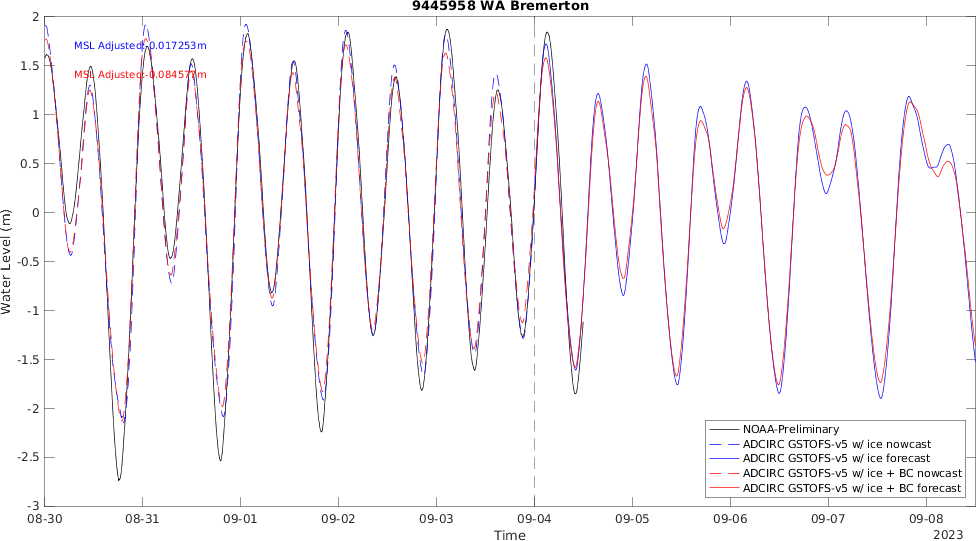 9445958 WA Bremerton
MSL Adjusted:-0.017253m
MSL Adjusted:-0.084577m
Water Level (m)
2
1.5
1
0.5
0
-0.5
-1
-1.5
-2
-2.5
-3
NOAA-Preliminary
ADCIRC GSTOFS-v5 w/ ice nowcast
ADCIRC GSTOFS-v5 w/ ice forecast
ADCIRC GSTOFS-v5 w/ ice + BC nowcast
ADCIRC GSTOFS-v5 w/ ice + BC forecast
08-30 08-31 09-01 09-02 09-03 09-04 09-05 09-06 09-07 09-08
Time
2023